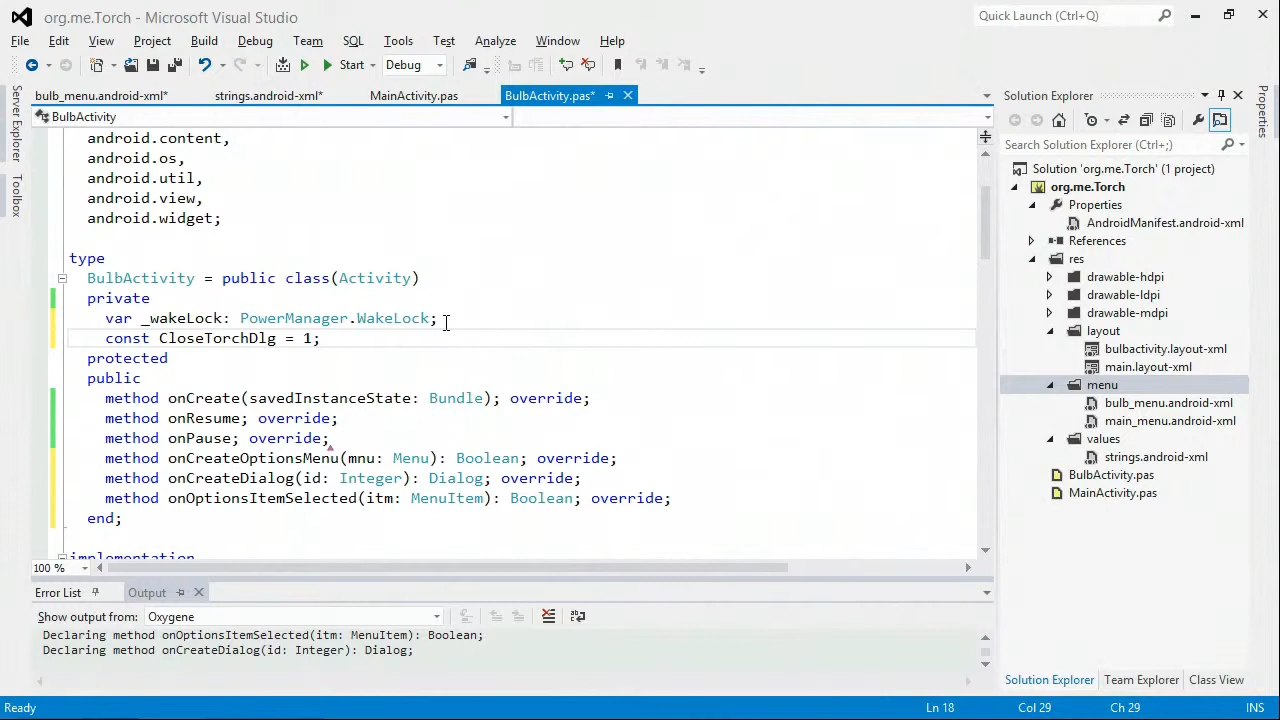 org.me.Torch - Microsoft Visual Studio
Quick Launch (Ctrl+Q)
File Edit View Project Build Debug Team SQL Tools Test Analyze Window Help
Start Debug
bulb_menu.android-xml* strings.android-xml* MainActivity.pas BulbActivity.pas*
BulbActivity
Server Explorer
Toolbox
android.content,
android.os,
android.util,
android.view,
android.widget;
type
BulbActivity = public class(Activity)
private
var _wakeLock: PowerManager.WakeLock;
const CloseTorchDlg = 1;
protected
public
method onCreate(savedInstanceState: Bundle); override;
method onResume; override;
method onPause; override;
method onCreateOptionsMenu(mnu: Menu): Boolean; override;
method onCreateDialog(id: Integer): Dialog; override;
method onOptionsItemSelected(itm: MenuItem): Boolean; override;
end;
implementation
100 %
Error List Output
Show output from: Oxygene
Declaring method onOptionsItemSelected(itm: MenuItem): Boolean;
Declaring method onCreateDialog(id: Integer): Dialog;
Solution Explorer
Search Solution Explorer (Ctrl+;)
Solution 'org.me.Torch' (1 project)
org.me.Torch
Properties
AndroidManifest.android-xml
References
res
drawable-hdpi
drawable-ldpi
drawable-mdpi
layout
bulbactivity.layout-xml
main.layout-xml
menu
bulb_menu.android-xml
main_menu.android-xml
values
strings.android-xml
BulbActivity.pas
MainActivity.pas
Solution Explorer Team Explorer Class View
Properties
Ready Ln 18 Col 29 Ch 29 INS